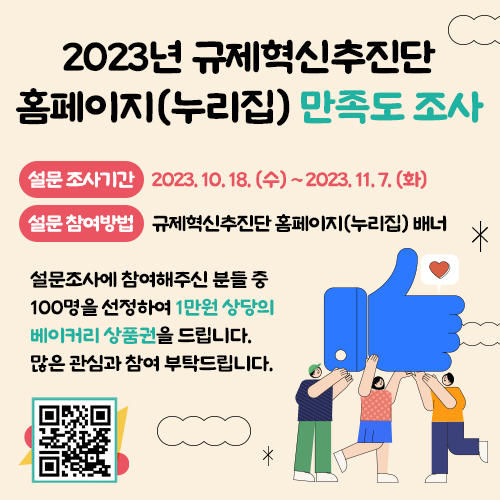 2023년 규제혁신추진단
홈페이지(누리집) 만족도 조사
설문 조사기간 2023. 10. 18. (수) ~ 2023. 11. 7. (화)
설문 참여방법 규제혁신추진단 홈페이지(누리집) 배너
설문조사에 참여해주신 분들 중
100명을 선정하여 1만원 상당의
베이커리 상품권을 드립니다.
많은 관심과 참여 부탁드립니다.